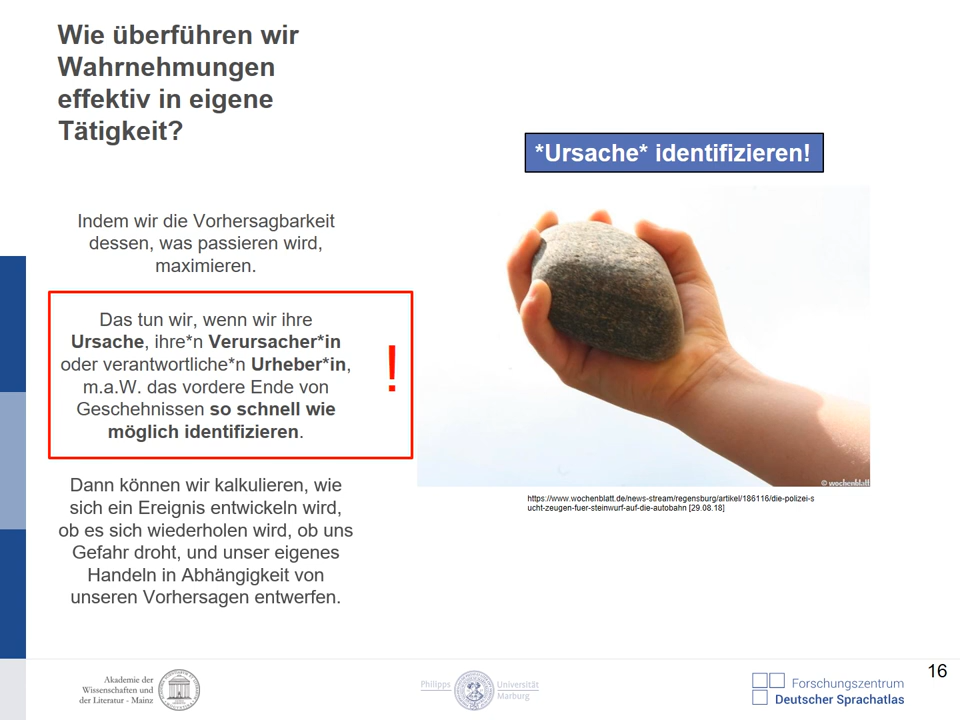 Wie überführen wir
Wahrnehmungen
effektiv in eigene
Tätigkeit?
*Ursache* identifizieren!
Indem wir die Vorhersagbarkeit
dessen, was passieren wird,
maximieren.
Das tun wir, wenn wir ihre
Ursache, ihre*n Verursacher*in
oder verantwortliche*n Urheber*in,
m.a.W. das vordere Ende von
Geschehnissen so schnell wie
möglich identifizieren.
!
Dann können wir kalkulieren, wie
sich ein Ereignis entwickeln wird,
ob es sich wiederholen wird, ob uns
Gefahr droht, und unser eigenes
Handeln in Abhängigkeit von
unseren Vorhersagen entwerfen.
© wochenblatt
https://www.wochenblatt.de/news-stream/regensburg/artikel/186116/die-polizei-s
ucht-zeugen-fuer-steinwurf-auf-die-autobahn [29.08.18]
16
Akademie der
Wissenschaften und
der Literatur - Mainz
Philipps Universität
Marburg
Forschungszentrum
Deutscher Sprachatlas